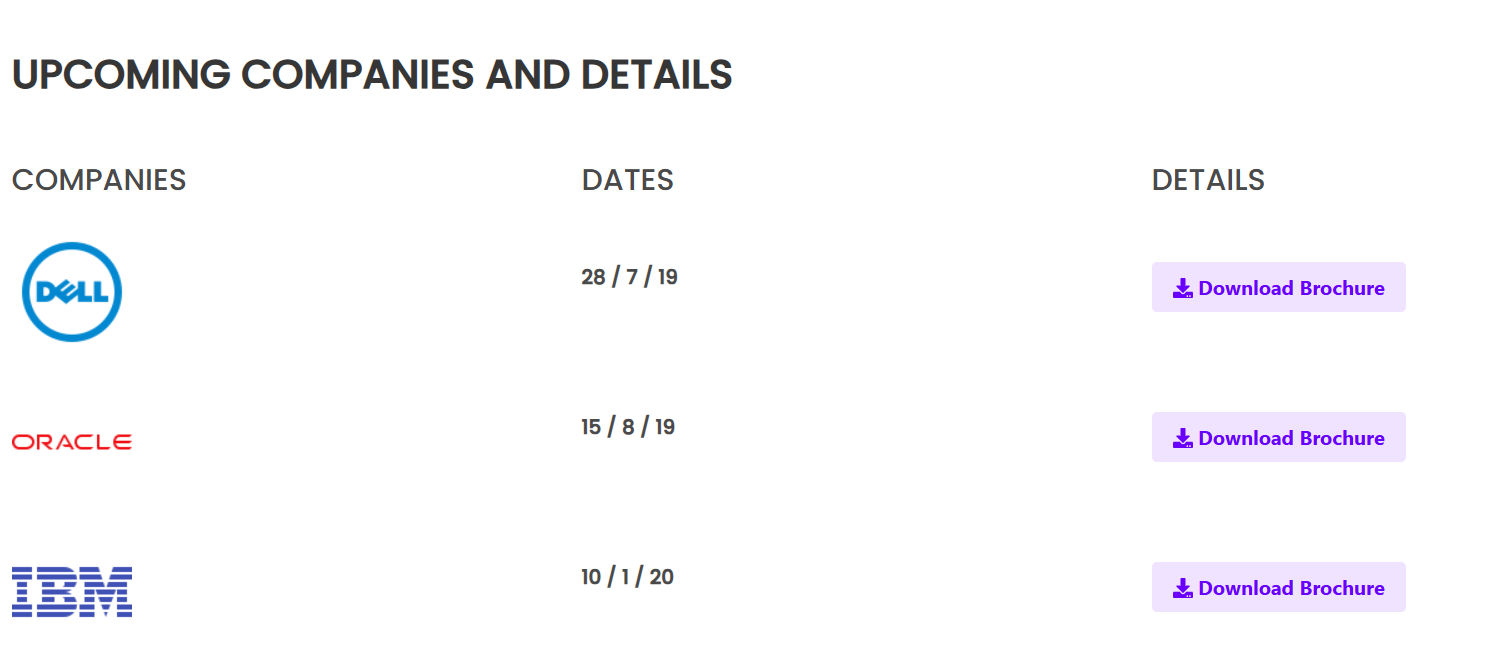 UPCOMING COMPANIES AND DETAILS
COMPANIES DATES DETAILS
DELL 28 / 7 / 19 Download Brochure
ORACLE 15 / 8 / 19 Download Brochure
IBM 10 / 1 / 20 Download Brochure